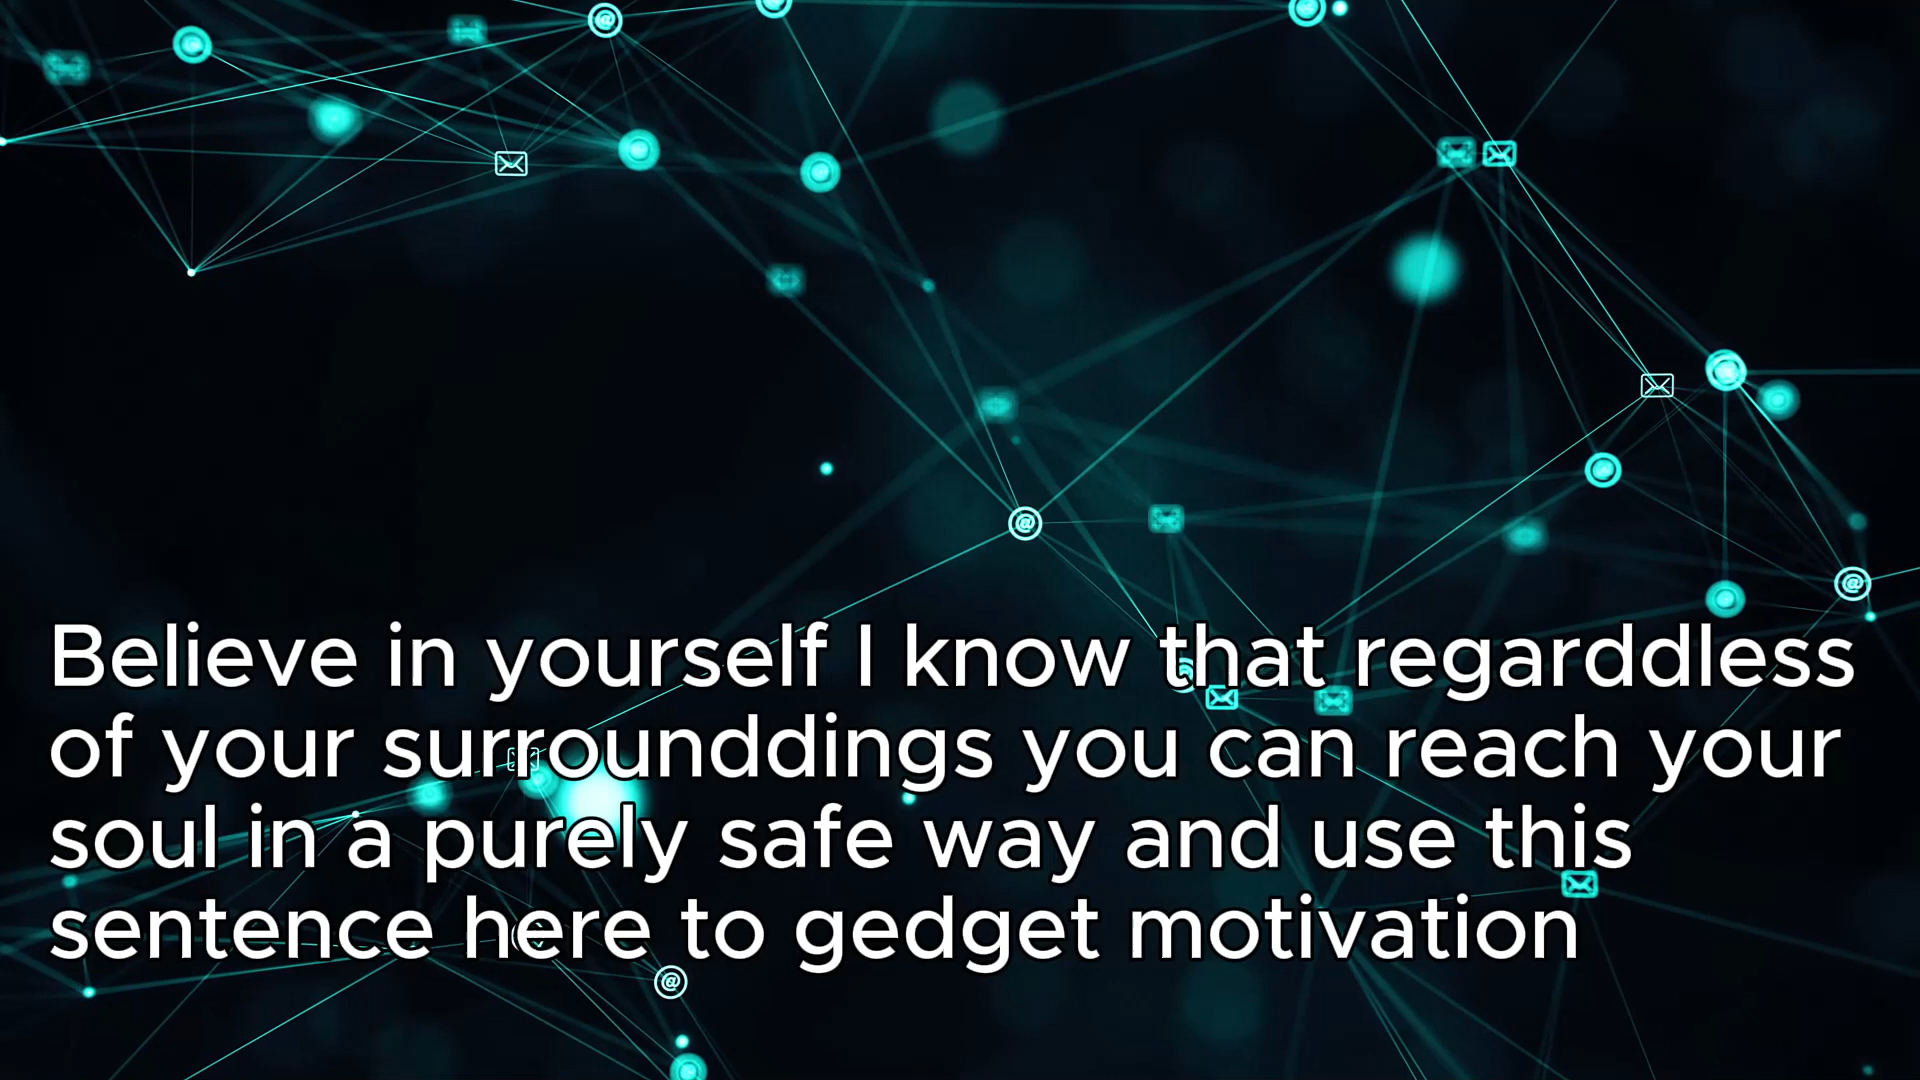 Believe in yourself I know that regarddless
of your surrounddings you can reach your
soul in a purely safe way and use this
sentence here to gedget motivation